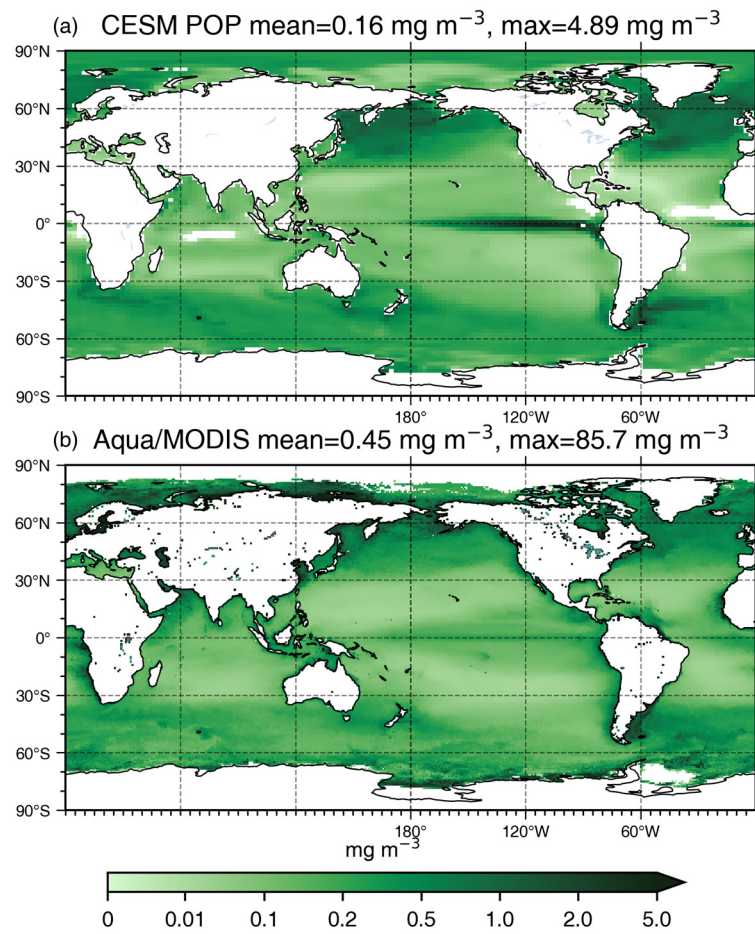 (a) CESM POP mean=0.16 mg m⁻³, max=4.89 mg m⁻³
90°N
60°N
30°N
0°
30°S
60°S
90°S
180° 120°W 60°W
(b) Aqua/MODIS mean=0.45 mg m⁻³, max=85.7 mg m⁻³
90°N
60°N
30°N
0°
30°S
60°S
90°S
180° 120°W 60°W
mg m⁻³
0 0.01 0.1 0.2 0.5 1.0 2.0 5.0